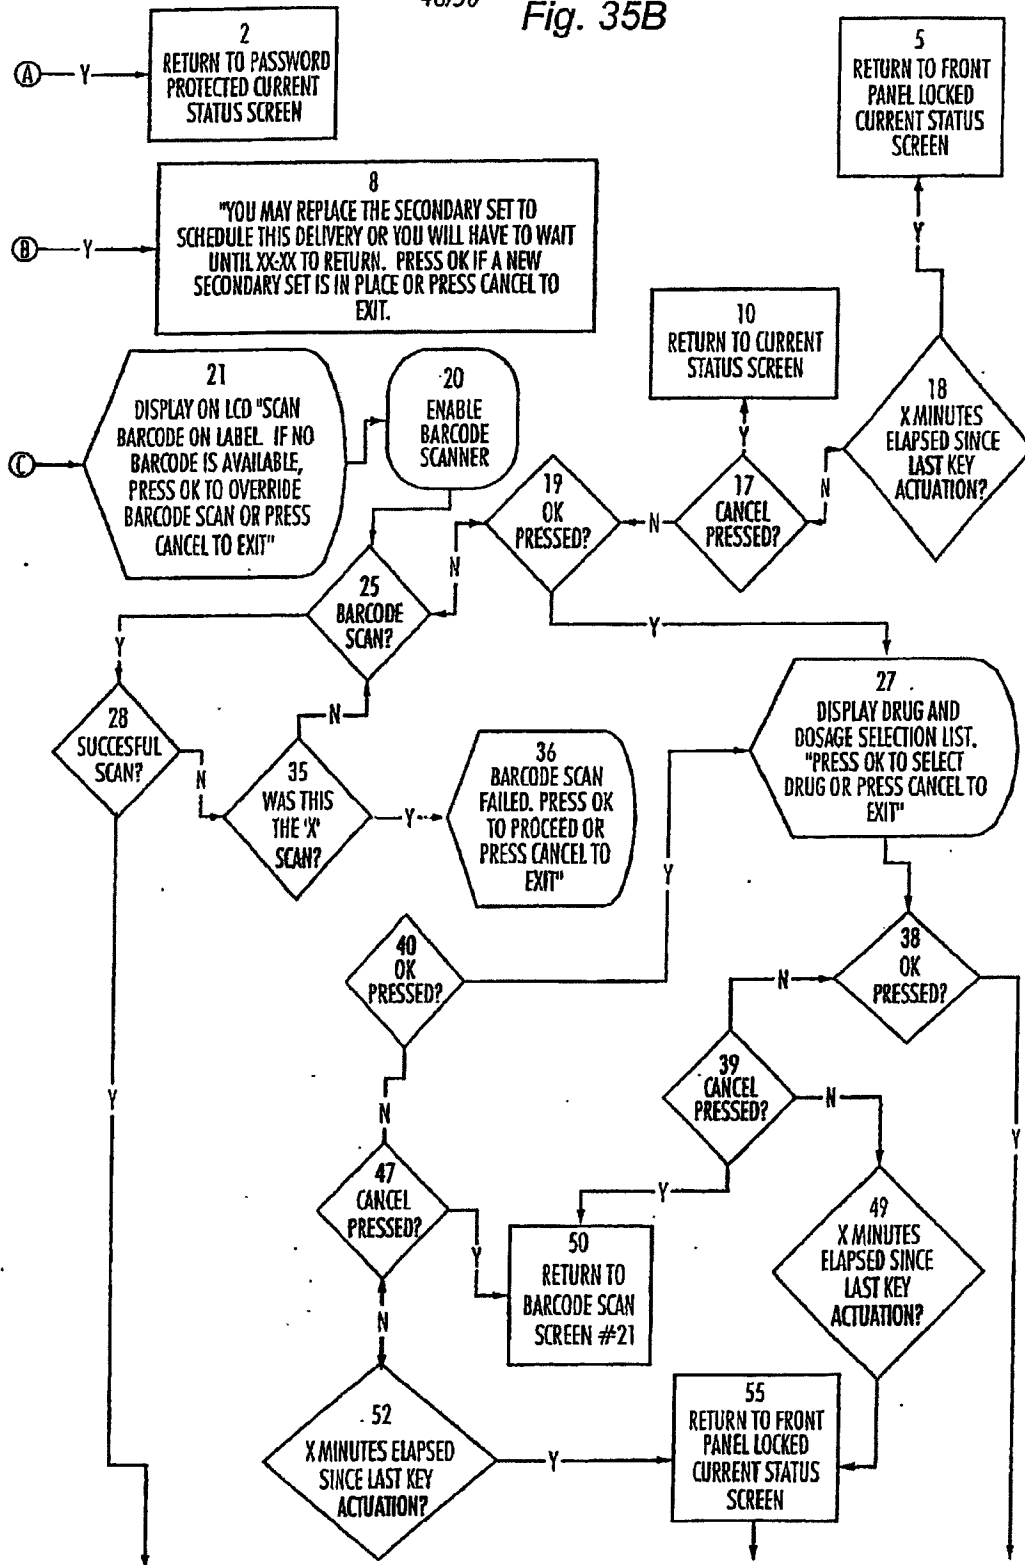 Fig. 35B
2
RETURN TO PASSWORD
PROTECTED CURRENT
STATUS SCREEN
A
Y
5
RETURN TO FRONT
PANEL LOCKED
CURRENT STATUS
SCREEN
Y
8
"YOU MAY REPLACE THE SECONDARY SET TO
SCHEDULE THIS DELIVERY OR YOU WILL HAVE TO WAIT
UNTIL XX:XX TO RETURN. PRESS OK IF A NEW
SECONDARY SET IS IN PLACE OR PRESS CANCEL TO
EXIT.
B
Y
10
RETURN TO CURRENT
STATUS SCREEN
Y
21
DISPLAY ON LCD "SCAN
BARCODE ON LABEL. IF NO
BARCODE IS AVAILABLE,
PRESS OK TO OVERRIDE
BARCODE SCAN OR PRESS
CANCEL TO EXIT"
C
20
ENABLE
BARCODE
SCANNER
18
X MINUTES
ELAPSED SINCE
LAST KEY
ACTUATION?
N
17
CANCEL
PRESSED?
N
19
OK
PRESSED?
N
Y
25
BARCODE
SCAN?
Y
N
28
SUCCESFUL
SCAN?
N
35
WAS THIS
THE 'X'
SCAN?
Y
36
BARCODE SCAN
FAILED. PRESS OK
TO PROCEED OR
PRESS CANCEL TO
EXIT"
27
DISPLAY DRUG AND
DOSAGE SELECTION LIST.
"PRESS OK TO SELECT
DRUG OR PRESS CANCEL TO
EXIT"
Y
40
OK
PRESSED?
38
OK
PRESSED?
N
39
CANCEL
PRESSED?
N
Y
Y
Y
N
47
CANCEL
PRESSED?
Y
N
50
RETURN TO
BARCODE SCAN
SCREEN #21
49
X MINUTES
ELAPSED SINCE
LAST KEY
ACTUATION?
52
X MINUTES ELAPSED
SINCE LAST KEY
ACTUATION?
Y
55
RETURN TO FRONT
PANEL LOCKED
CURRENT STATUS
SCREEN